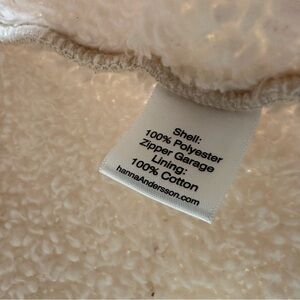 Shell:
100% Polyester
Zipper Garage
Lining:
100% Cotton
hannaAndersson.com